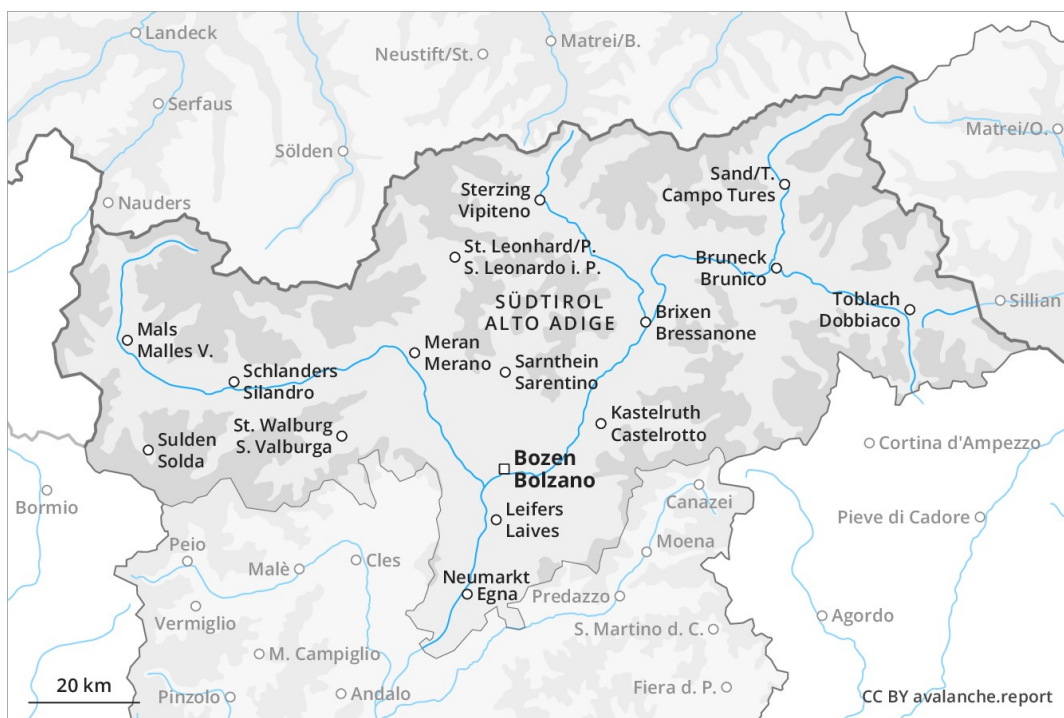 Landeck
Matrei/B.
Neustift/St.
Serfaus
Matrei/O.
Sölden
Sand/T.
Campo Tures
Sterzing
Vipiteno
Nauders
St. Leonhard/P.
S. Leonardo i. P.
Bruneck
Brunico
SÜDTIROL
ALTO ADIGE
Toblach
Dobbiaco
Sillian
Brixen
Bressanone
Mals
Malles V.
Meran
Merano
Sarnthein
Sarentino
Schlanders
Silandro
Kastelruth
Castelrotto
St. Walburg
S. Valburga
Sulden
Solda
Cortina d'Ampezzo
Bozen
Bolzano
Bormio
Canazei
Leifers
Laives
Pieve di Cadore
Moena
Peio
Cles
Malè
Neumarkt
Egna
Predazzo
Vermiglio
Agordo
S. Martino d. C.
M. Campiglio
20 km
Pinzolo
Andalo
Fiera d. P.
CC BY avalanche.report